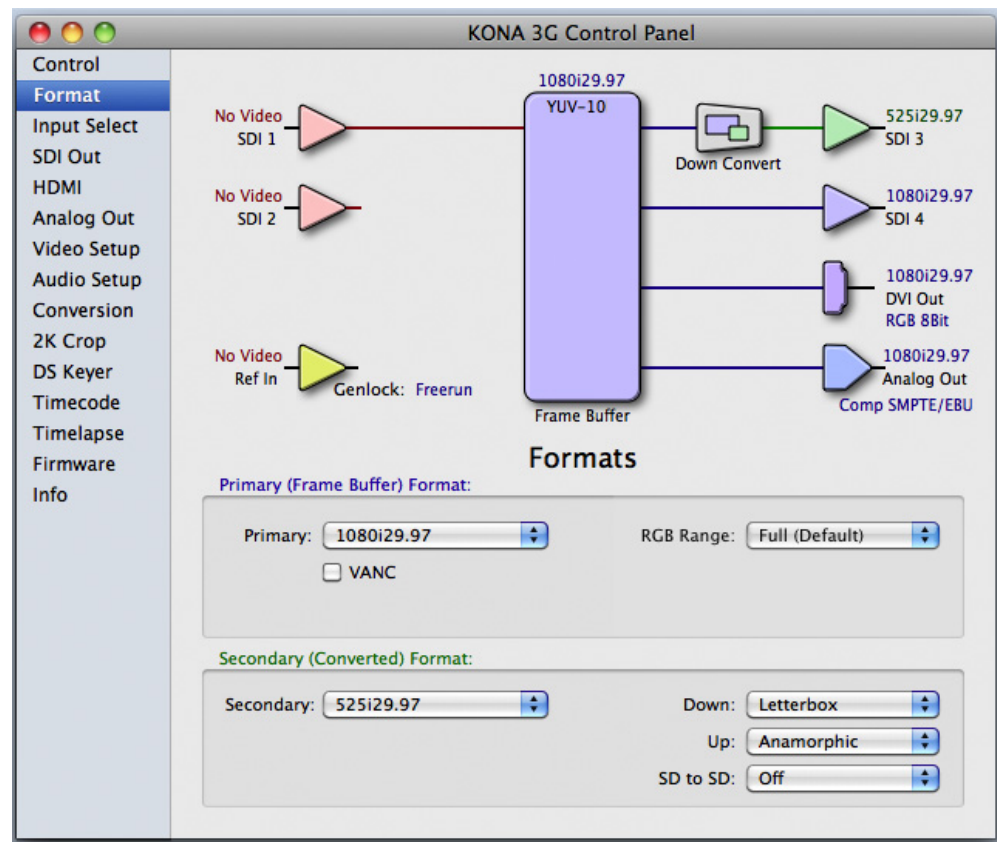 KONA 3G Control Panel
Control
Format
Input Select
SDI Out
HDMI
Analog Out
Video Setup
Audio Setup
Conversion
2K Crop
DS Keyer
Timecode
Timelapse
Firmware
Info
1080i29.97
YUV-10
Frame Buffer
No Video
SDI 1
No Video
SDI 2
No Video
Ref In
Genlock: Freerun
Down Convert
525i29.97
SDI 3
1080i29.97
SDI 4
1080i29.97
DVI Out
RGB 8Bit
1080i29.97
Analog Out
Comp SMPTE/EBU
Formats
Primary (Frame Buffer) Format:
Primary: 1080i29.97
RGB Range: Full (Default)
VANC
Secondary (Converted) Format:
Secondary: 525i29.97
Down: Letterbox
Up: Anamorphic
SD to SD: Off